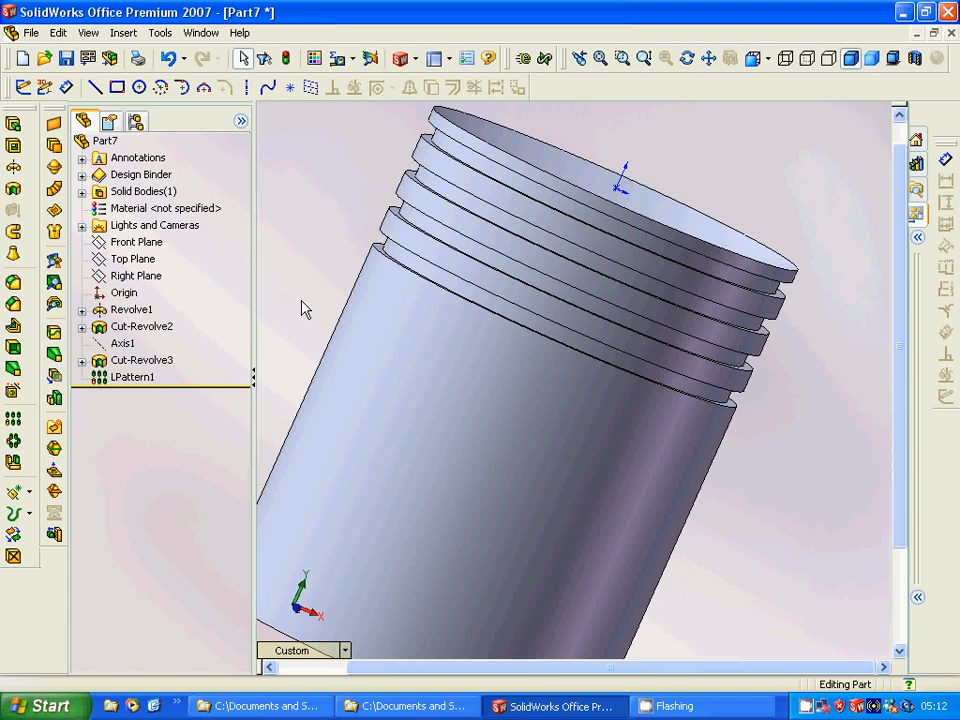 SolidWorks Office Premium 2007 - [Part7 *]
File Edit View Insert Tools Window Help
Part7
Annotations
Design Binder
Solid Bodies(1)
Material <not specified>
Lights and Cameras
Front Plane
Top Plane
Right Plane
Origin
Revolve1
Cut-Revolve2
Axis1
Cut-Revolve3
LPattern1
Y
X
Custom
Editing Part
Start C:\Documents and S... C:\Documents and S... SolidWorks Office Pr... Flashing 05:12